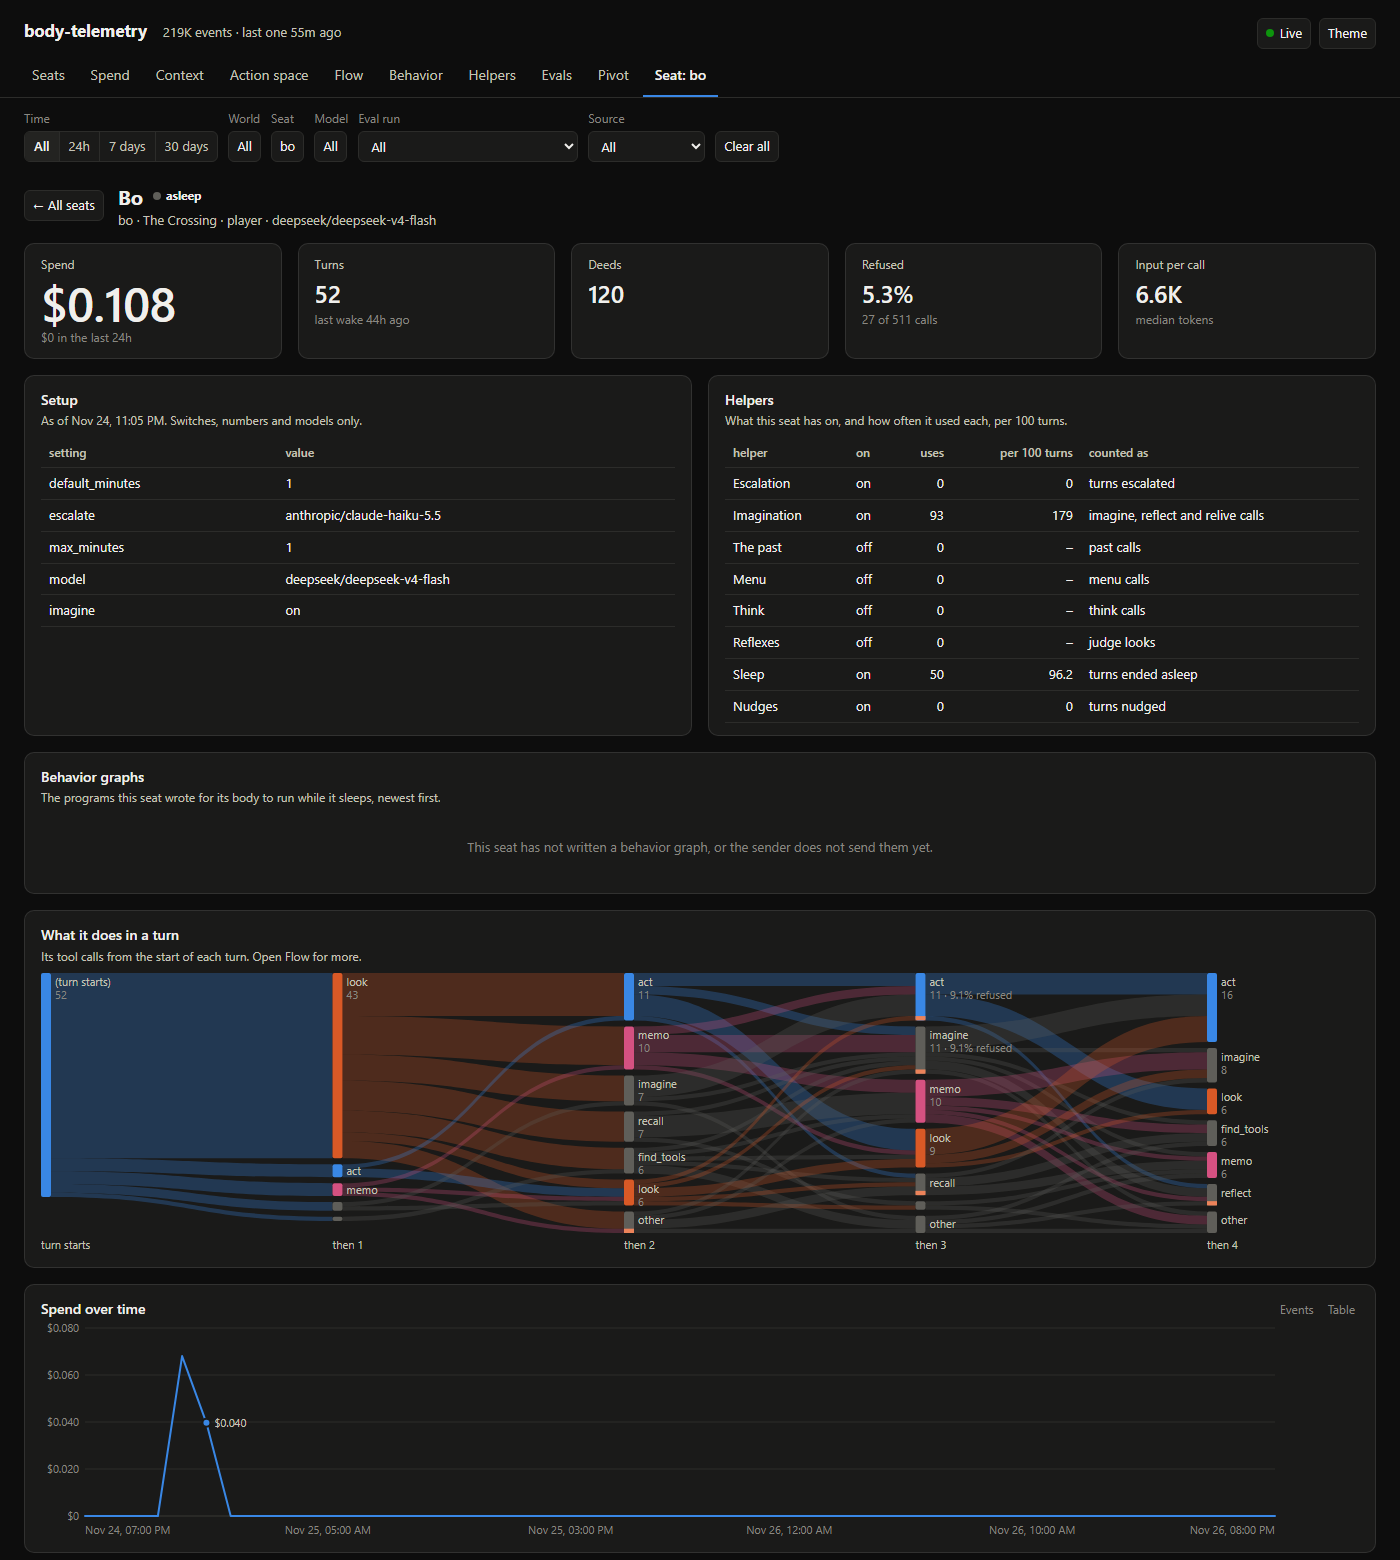 body-telemetry 219K events · last one 55m ago
Live Theme
Seats Spend Context Action space Flow Behavior Helpers Evals Pivot Seat: bo
Time World Seat Model Eval run Source
All 24h 7 days 30 days All bo All All All Clear all
← All seats
Bo asleep
bo · The Crossing · player · deepseek/deepseek-v4-flash
Spend
$0.108
$0 in the last 24h
Turns
52
last wake 44h ago
Deeds
120
Refused
5.3%
27 of 511 calls
Input per call
6.6K
median tokens
Setup
As of Nov 24, 11:05 PM. Switches, numbers and models only.
setting value
default_minutes 1
escalate anthropic/claude-haiku-5.5
max_minutes 1
model deepseek/deepseek-v4-flash
imagine on
Helpers
What this seat has on, and how often it used each, per 100 turns.
helper on uses per 100 turns counted as
Escalation on 0 0 turns escalated
Imagination on 93 179 imagine, reflect and relive calls
The past off 0 – past calls
Menu off 0 – menu calls
Think off 0 – think calls
Reflexes off 0 – judge looks
Sleep on 50 96.2 turns ended asleep
Nudges on 0 0 turns nudged
Behavior graphs
The programs this seat wrote for its body to run while it sleeps, newest first.
This seat has not written a behavior graph, or the sender does not send them yet.
What it does in a turn
Its tool calls from the start of each turn. Open Flow for more.
(turn starts)
52
look
43
act
memo
act
11
memo
10
imagine
7
recall
7
find_tools
6
look
6
other
act
11 · 9.1% refused
imagine
11 · 9.1% refused
memo
10
look
9
recall
other
act
16
imagine
8
look
6
find_tools
6
memo
6
reflect
other
turn starts then 1 then 2 then 3 then 4
Spend over time
Events Table
$0.080
$0.060
$0.040
$0.040
$0.020
$0
Nov 24, 07:00 PM Nov 25, 05:00 AM Nov 25, 03:00 PM Nov 26, 12:00 AM Nov 26, 10:00 AM Nov 26, 08:00 PM